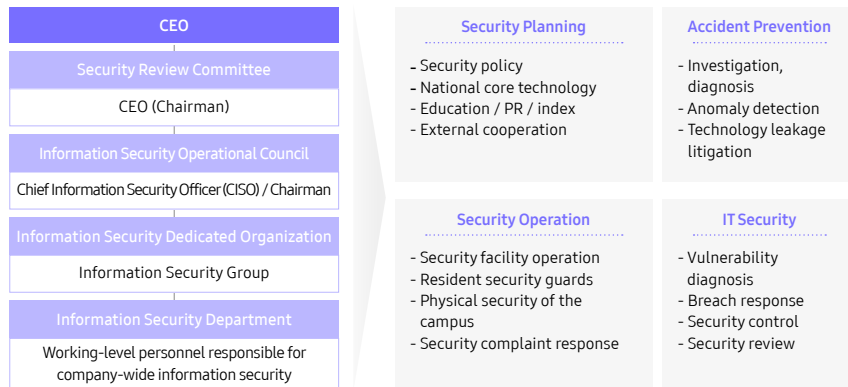 CEO
Security Review Committee
CEO (Chairman)
Information Security Operational Council
Chief Information Security Officer (CISO) / Chairman
Information Security Dedicated Organization
Information Security Group
Information Security Department
Working-level personnel responsible for
company-wide information security
Security Planning
- Security policy
- National core technology
- Education / PR / index
- External cooperation
Accident Prevention
- Investigation,
diagnosis
- Anomaly detection
- Technology leakage
litigation
Security Operation
- Security facility operation
- Resident security guards
- Physical security of the
campus
- Security complaint response
IT Security
- Vulnerability
diagnosis
- Breach response
- Security control
- Security review